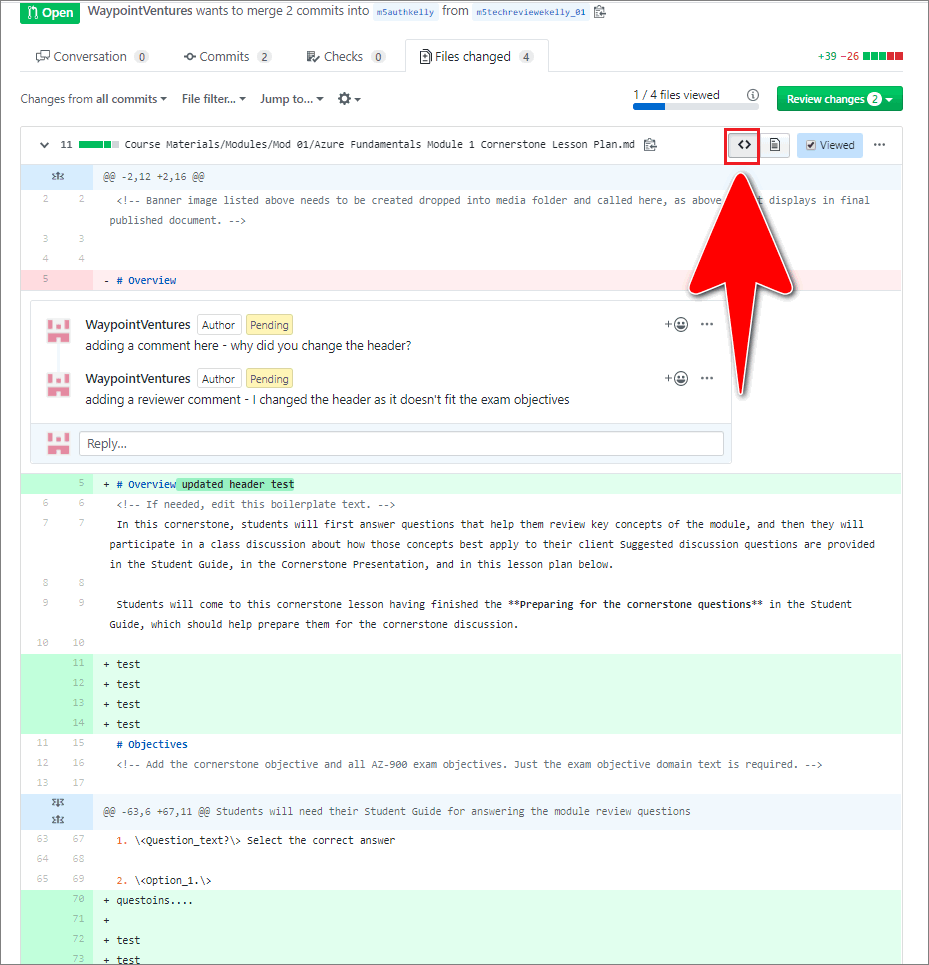 Open WaypointVentures wants to merge 2 commits into m5authkelly from m5techreviewekelly_01
Conversation 0 Commits 2 Checks 0 Files changed 4 +39 −26
Changes from all commits File filter... Jump to... 1 / 4 files viewed Review changes 2
11 Course Materials/Modules/Mod 01/Azure Fundamentals Module 1 Cornerstone Lesson Plan.md <> Viewed ...
@@ -2,12 +2,16 @@
2 2 <!-- Banner image listed above needs to be created dropped into media folder and called here, as above displays in final
published document. -->
3 3
4 4
5 - # Overview
WaypointVentures Author Pending
adding a comment here - why did you change the header?
WaypointVentures Author Pending
adding a reviewer comment - I changed the header as it doesn't fit the exam objectives
Reply...
5 + # Overview updated header test
6 6 <!-- If needed, edit this boilerplate text. -->
7 7 In this cornerstone, students will first answer questions that help them review key concepts of the module, and then they will
participate in a class discussion about how those concepts best apply to their client Suggested discussion questions are provided
in the Student Guide, in the Cornerstone Presentation, and in this lesson plan below.
8 8
9 9 Students will come to this cornerstone lesson having finished the **Preparing for the cornerstone questions** in the Student
Guide, which should help prepare them for the cornerstone discussion.
10 10
11 + test
12 + test
13 + test
14 + test
11 15 # Objectives
12 16 <!-- Add the cornerstone objective and all AZ-900 exam objectives. Just the exam objective domain text is required. -->
13 17
@@ -63,6 +67,11 @@ Students will need their Student Guide for answering the module review questions
63 67 1. \<Question_text?\> Select the correct answer
64 68
65 69 2. \<Option_1.\>
70 + questoins....
71 +
72 + test
73 + test